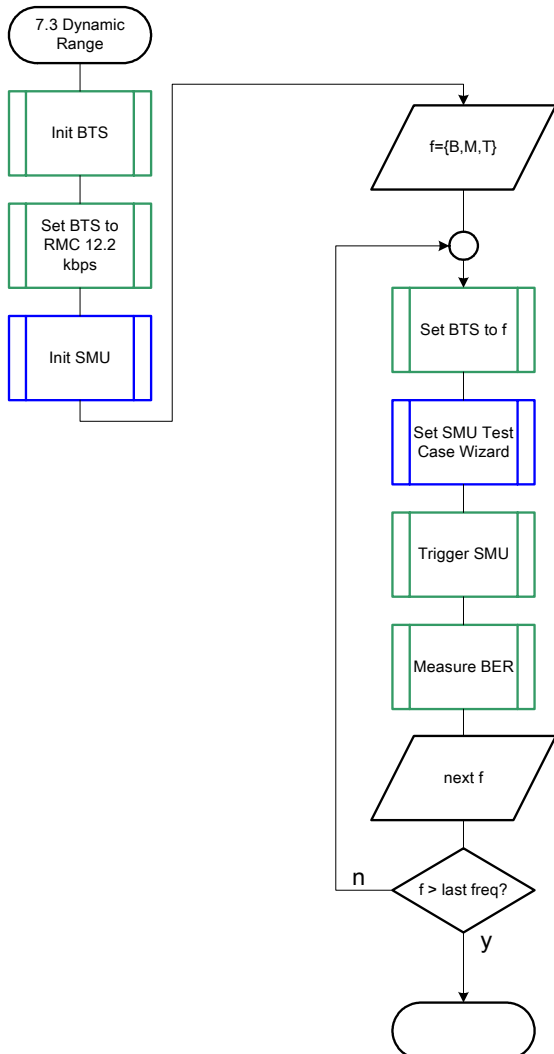 7.3 Dynamic
Range
Init BTS
Set BTS to
RMC 12.2
kbps
Init SMU
f={B,M,T}
Set BTS to f
Set SMU Test
Case Wizard
Trigger SMU
Measure BER
next f
f > last freq?
n
y